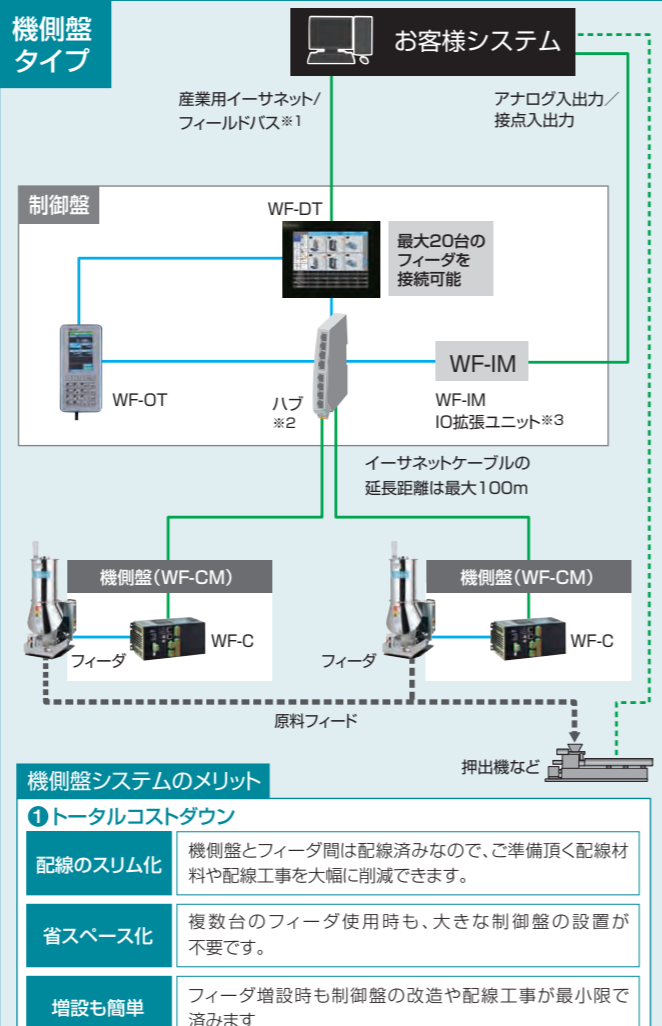 機側盤
タイプ
お客様システム
産業用イーサネット/
フィールドバス※1
アナログ入出力／
接点入出力
制御盤
WF-DT
最大20台の
フィーダを
接続可能
WF-IM
WF-OT
ハブ
※2
WF-IM
IO拡張ユニット※3
イーサネットケーブルの
延長距離は最大100m
機側盤(WF-CM)
機側盤(WF-CM)
WF-C
WF-C
フィーダ
フィーダ
原料フィード
押出機など
機側盤システムのメリット
❶トータルコストダウン
配線のスリム化
機側盤とフィーダ間は配線済みなので、ご準備頂く配線材
料や配線工事を大幅に削減できます。
省スペース化
複数台のフィーダ使用時も、大きな制御盤の設置が
不要です。
増設も簡単
フィーダ増設時も制御盤の改造や配線工事が最小限で
済みます